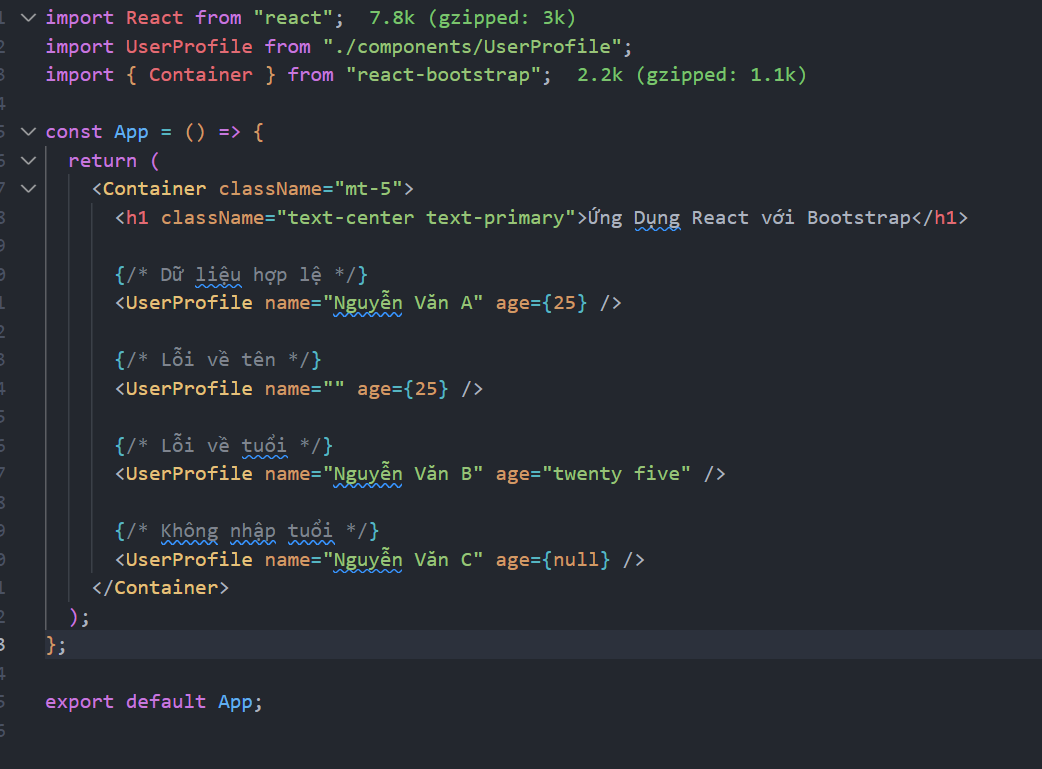 import React from "react";  7.8k (gzipped: 3k)
import UserProfile from "./components/UserProfile";
import { Container } from "react-bootstrap";  2.2k (gzipped: 1.1k)
const App = () => {
return (
<Container className="mt-5">
<h1 className="text-center text-primary">Ứng Dụng React với Bootstrap</h1>
{/* Dữ liệu hợp lệ */}
<UserProfile name="Nguyễn Văn A" age={25} />
{/* Lỗi về tên */}
<UserProfile name="" age={25} />
{/* Lỗi về tuổi */}
<UserProfile name="Nguyễn Văn B" age="twenty five" />
{/* Không nhập tuổi */}
<UserProfile name="Nguyễn Văn C" age={null} />
</Container>
);
};
export default App;